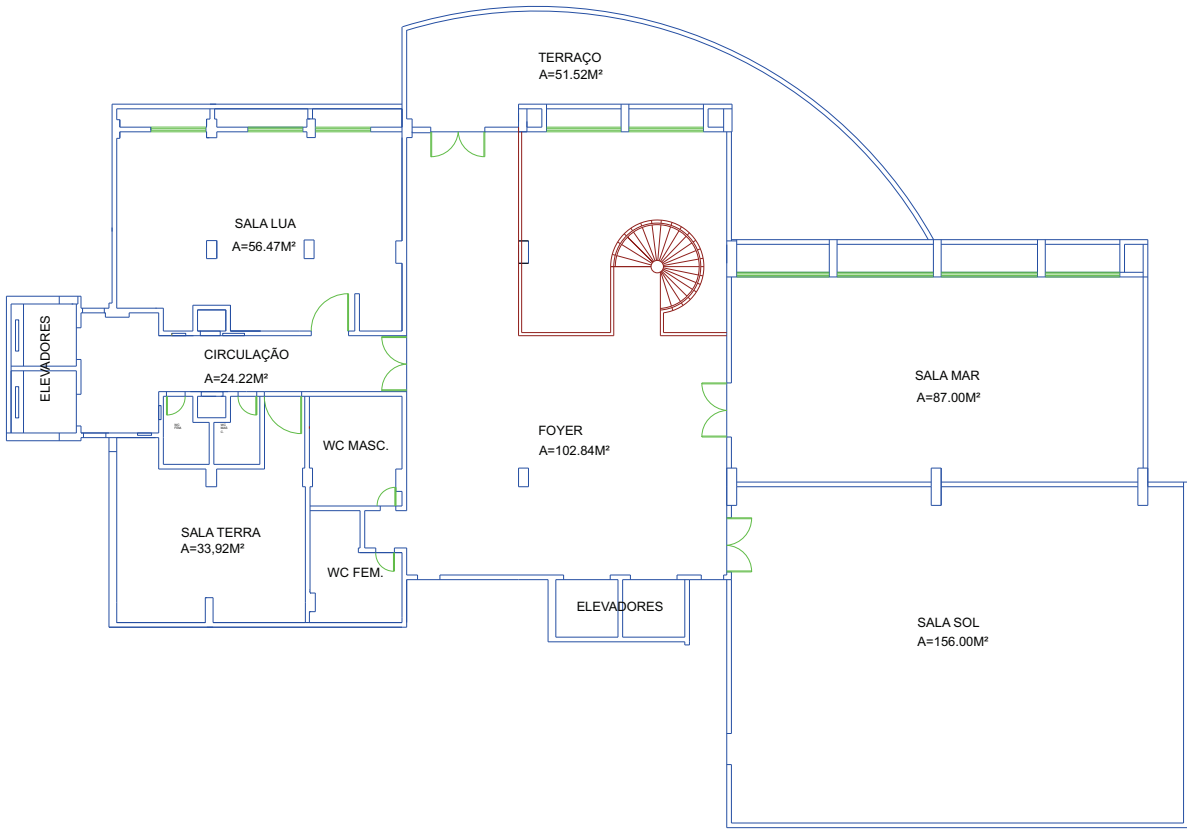 TERRAÇO
A=51.52M²
SALA LUA
A=56.47M²
ELEVADORES
CIRCULAÇÃO
A=24.22M²
SALA MAR
A=87.00M²
FOYER
A=102.84M²
WC MASC.
SALA TERRA
A=33,92M²
WC FEM.
ELEVADORES
SALA SOL
A=156.00M²